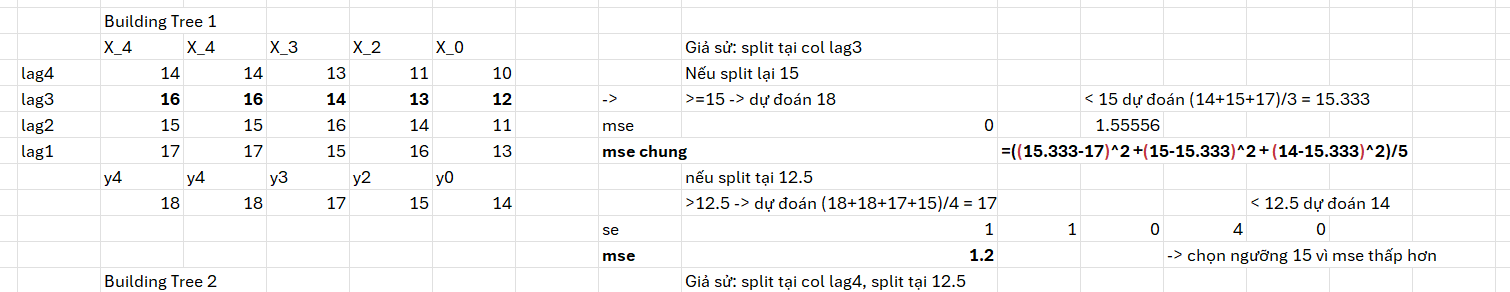 Building Tree 1
X_4 X_4 X_3 X_2 X_0 Giả sử: split tại col lag3
lag4 14 14 13 11 10 Nếu split lại 15
lag3 16 16 14 13 12 -> >=15 -> dự đoán 18 < 15 dự đoán (14+15+17)/3 = 15.333
lag2 15 15 16 14 11 mse 0 1.55556
lag1 17 17 15 16 13 mse chung =((15.333-17)^2 +(15-15.333)^2 + (14-15.333)^2)/5
y4 y4 y3 y2 y0 nếu split tại 12.5
18 18 17 15 14 >12.5 -> dự đoán (18+18+17+15)/4 = 17 < 12.5 dự đoán 14
se 1 1 0 4 0
mse 1.2 -> chọn ngưỡng 15 vì mse thấp hơn
Building Tree 2 Giả sử: split tại col lag4, split tại 12.5